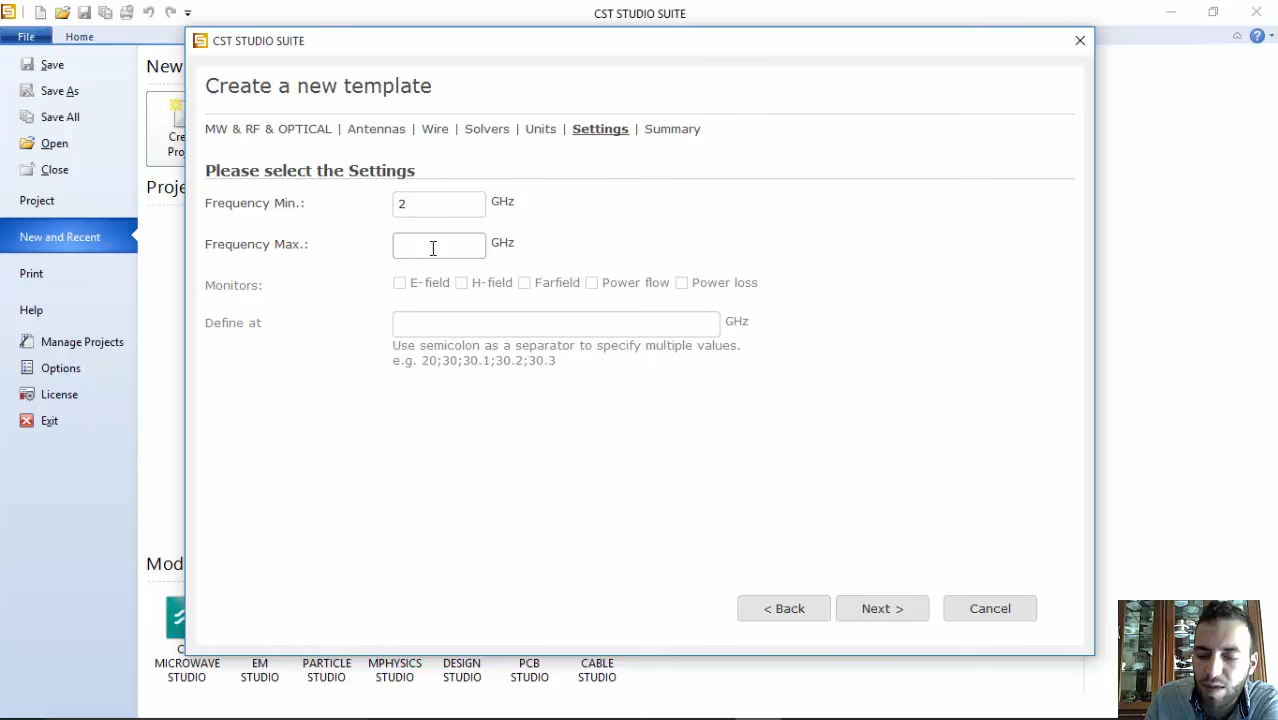 CST STUDIO SUITE
File Home
Save
Save As
Save All
Open
Close
Project
New and Recent
Print
Help
Manage Projects
Options
License
Exit
New
Cre
Proj
Proje
Mod
CST STUDIO SUITE
Create a new template
MW & RF & OPTICAL | Antennas | Wire | Solvers | Units | Settings | Summary
Please select the Settings
Frequency Min.: 2 GHz
Frequency Max.: GHz
Monitors: E-field H-field Farfield Power flow Power loss
Define at GHz
Use semicolon as a separator to specify multiple values.
e.g. 20;30;30.1;30.2;30.3
< Back Next > Cancel
MICROWAVE EM PARTICLE MPHYSICS DESIGN PCB CABLE
STUDIO STUDIO STUDIO STUDIO STUDIO STUDIO STUDIO